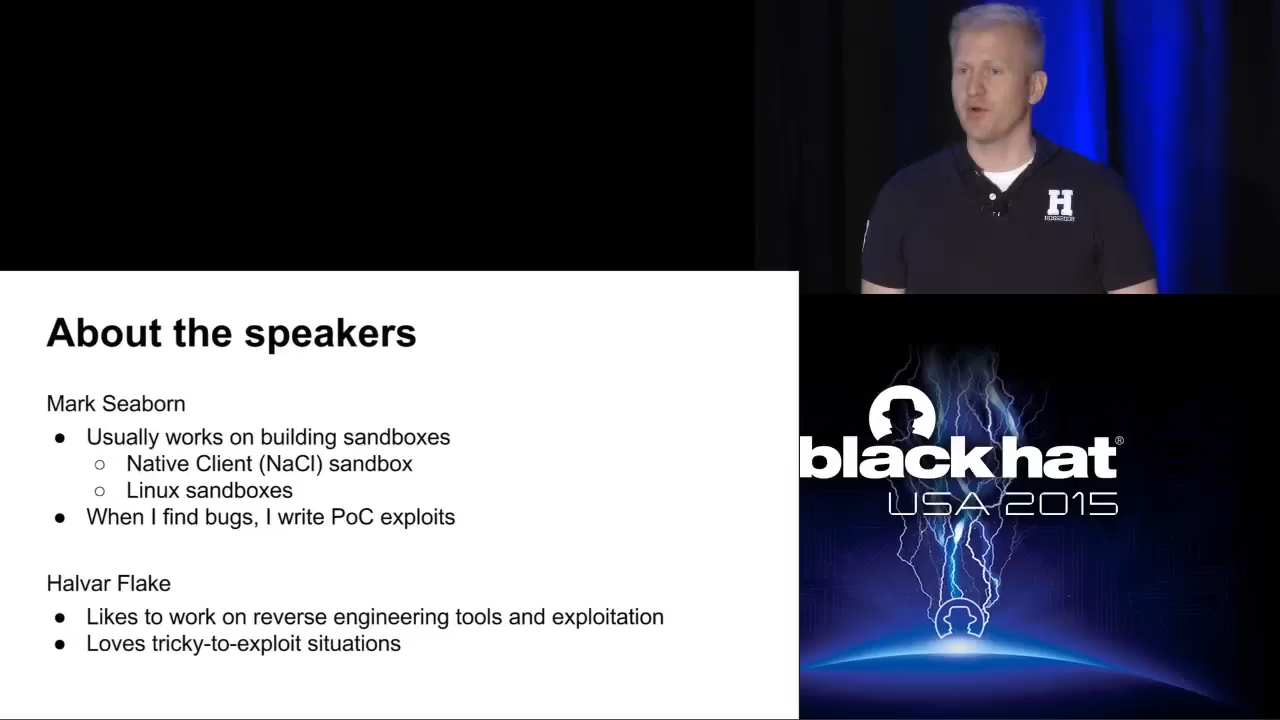 H
About the speakers
Mark Seaborn
● Usually works on building sandboxes
○ Native Client (NaCl) sandbox
○ Linux sandboxes
● When I find bugs, I write PoC exploits
Halvar Flake
● Likes to work on reverse engineering tools and exploitation
● Loves tricky-to-exploit situations
black hat®
USA 2015